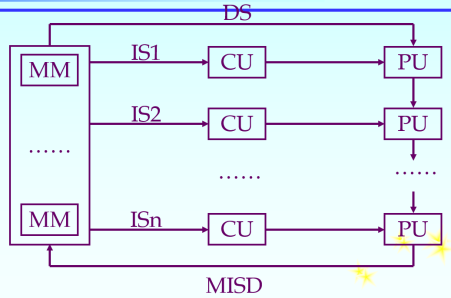 DS
MM IS1 CU PU
IS2 CU PU
...... ...... ......
MM ISn CU PU
MISD